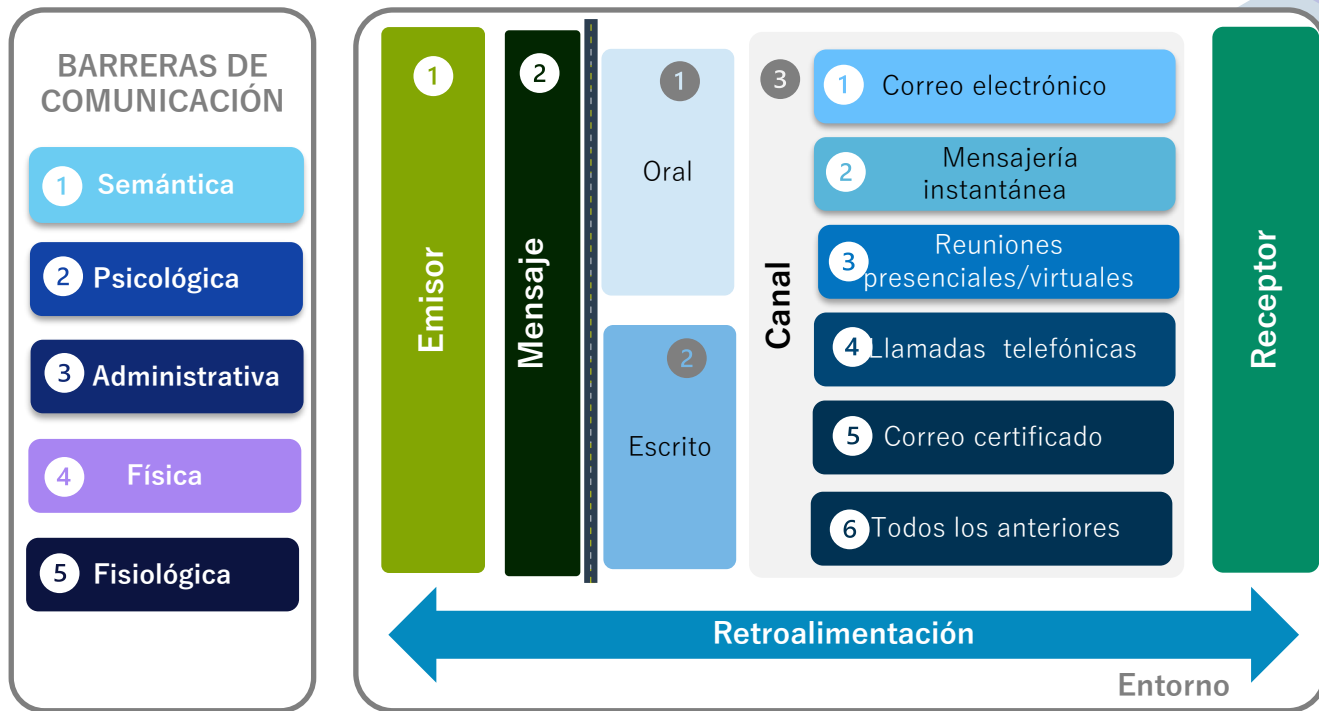 BARRERAS DE
COMUNICACIÓN
1 Semántica
2 Psicológica
3 Administrativa
4 Física
5 Fisiológica
1
Emisor
2
Mensaje
1
Oral
2
Escrito
3
Canal
1 Correo electrónico
2 Mensajería
instantánea
3 Reuniones
presenciales/virtuales
4 Llamadas telefónicas
5 Correo certificado
6 Todos los anteriores
Receptor
Retroalimentación
Entorno